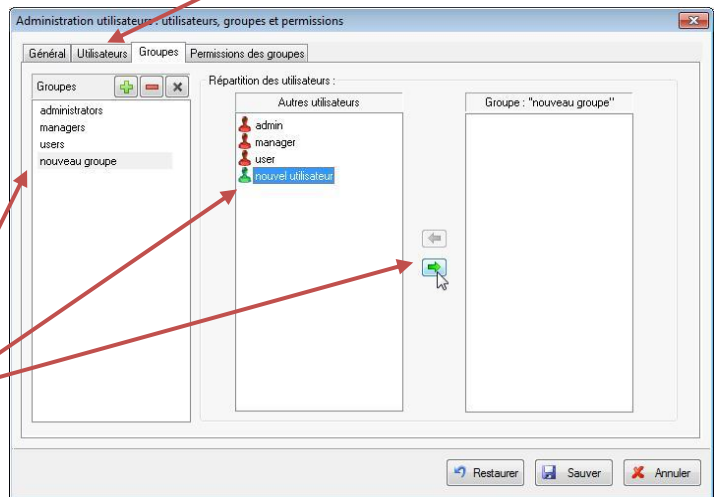 Administration utilisateurs : utilisateurs, groupes et permissions
Général Utilisateurs Groupes Permissions des groupes
Groupes
administrators
managers
users
nouveau groupe
Répartition des utilisateurs :
Autres utilisateurs
admin
manager
user
nouvel utilisateur
Groupe : "nouveau groupe"
Restaurer Sauver Annuler